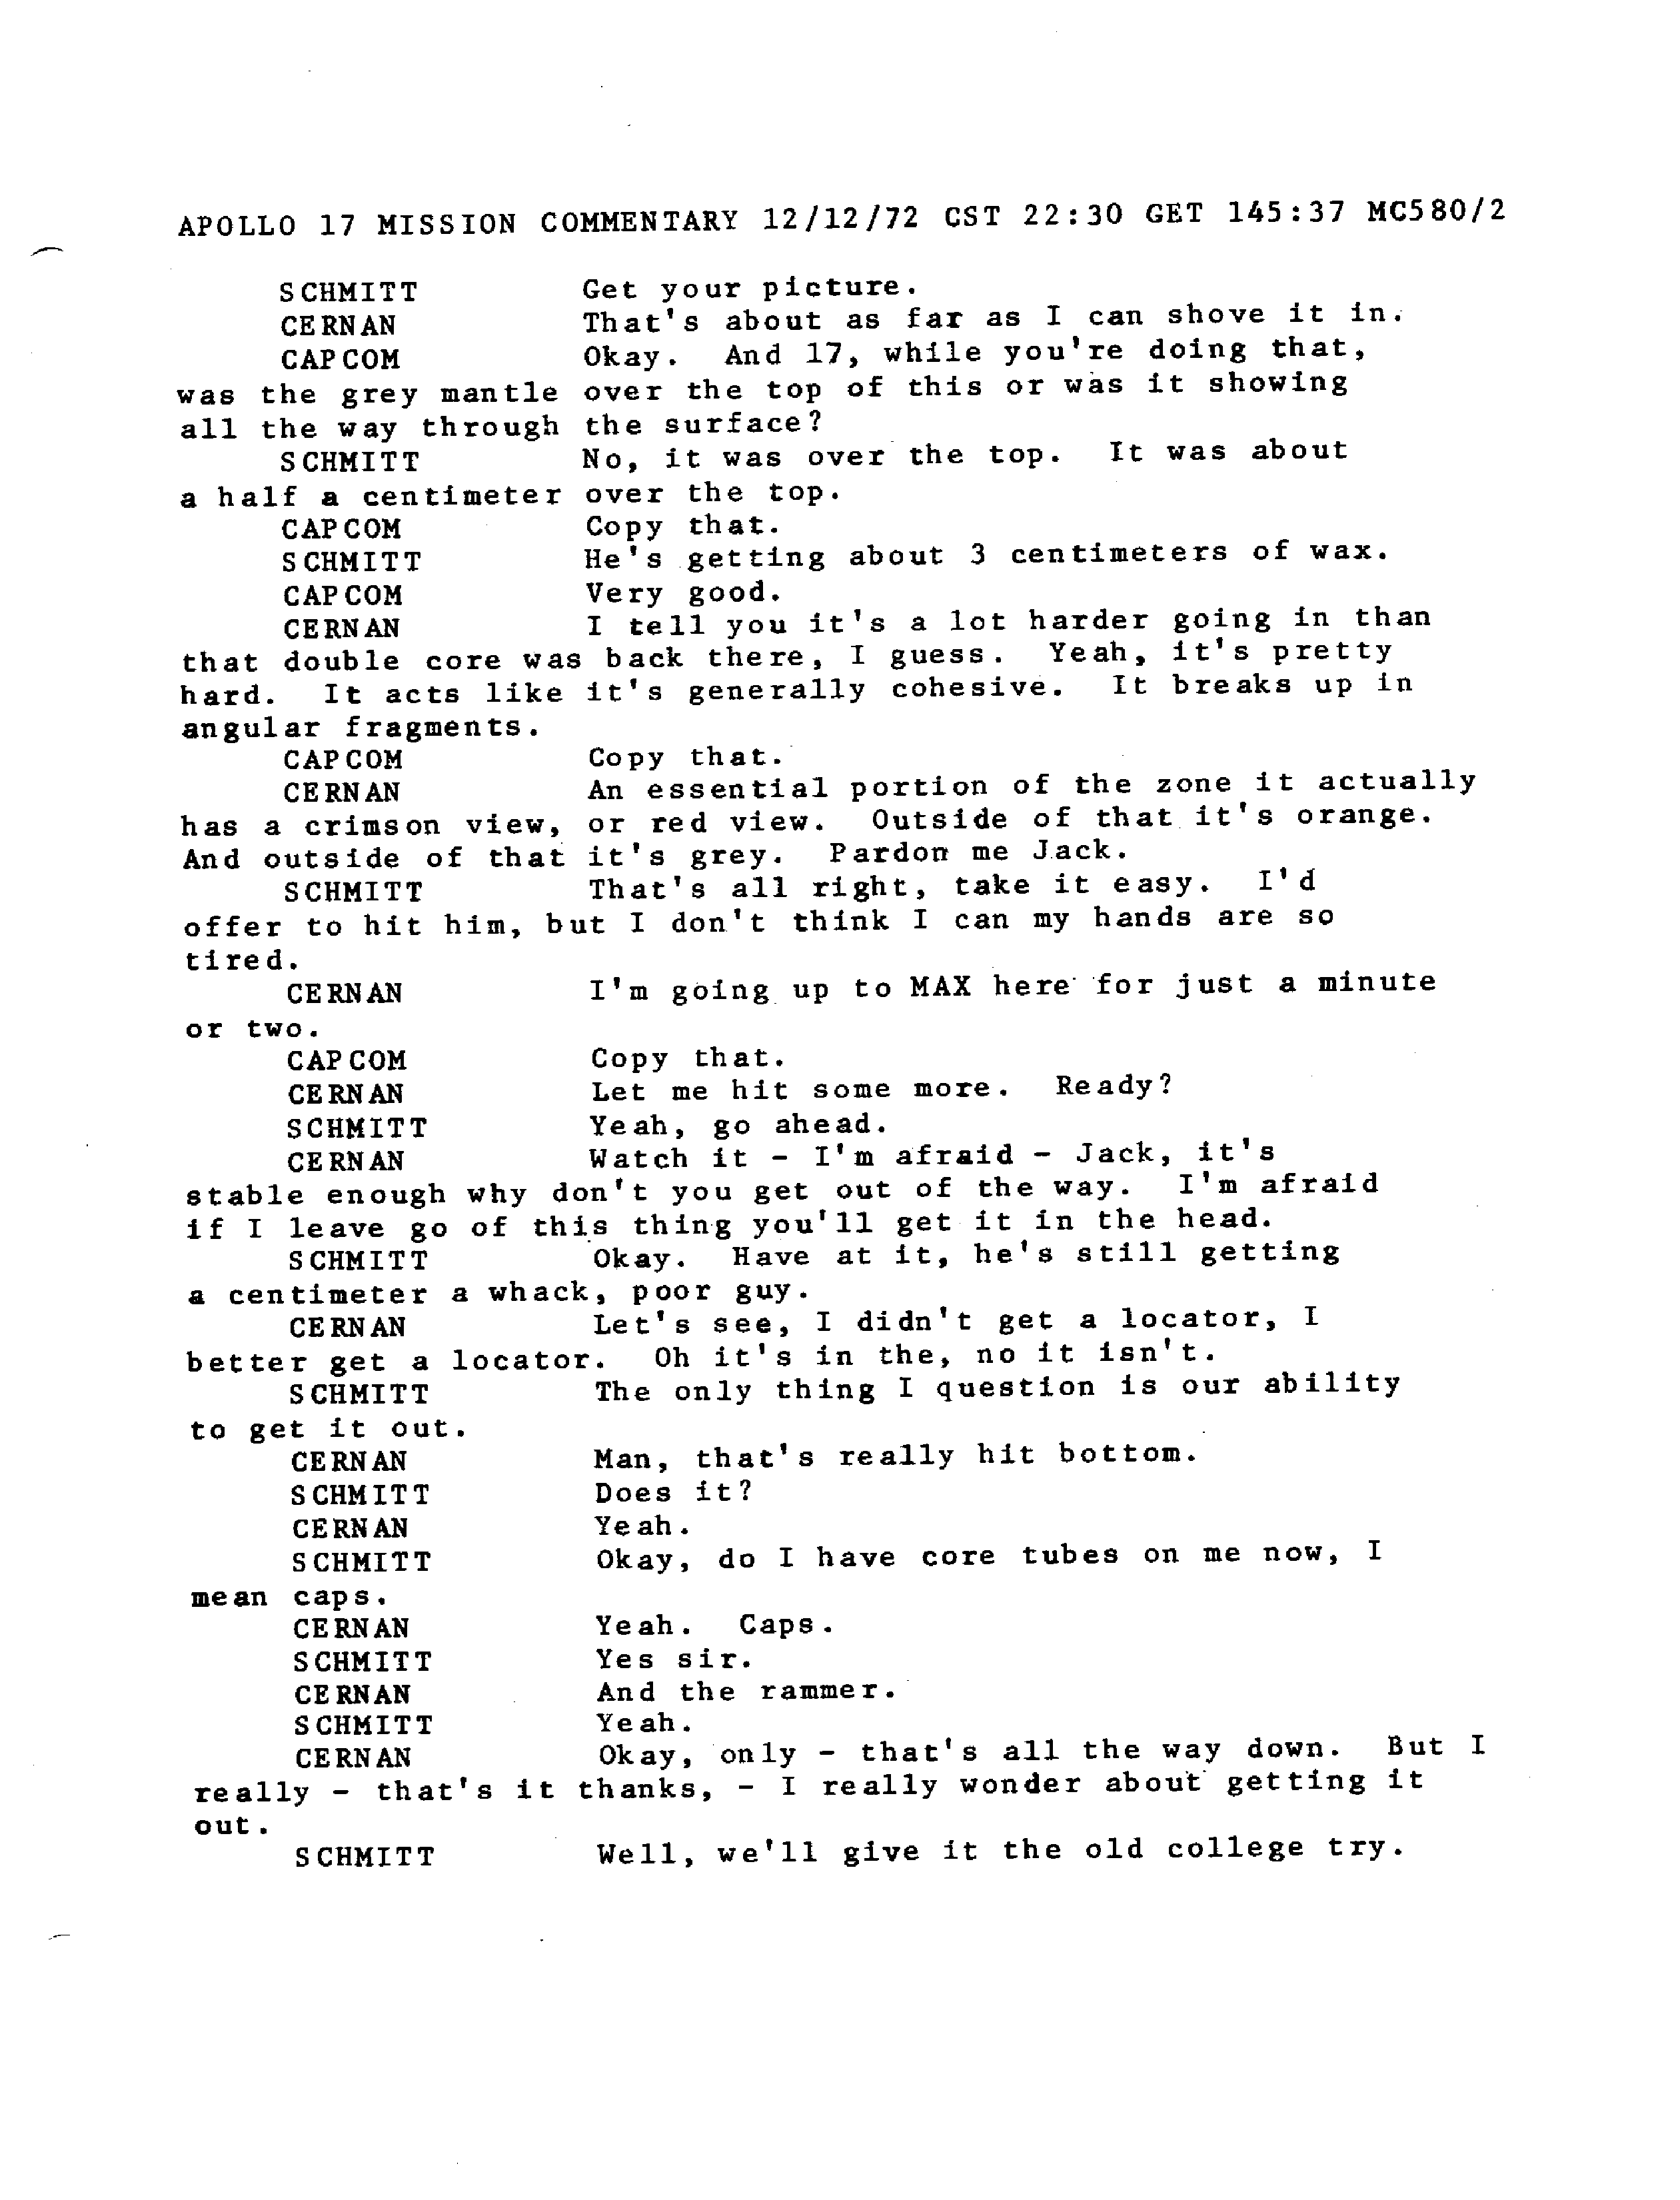 APOLLO 17 MISSION COMMENTARY 12/12/72 CST 22:30 GET 145:37 MC580/2
SCHMITT Get your picture.
CERNAN That's about as far as I can shove it in.
CAPCOM Okay. And 17, while you're doing that,
was the grey mantle over the top of this or was it showing
all the way through the surface?
SCHMITT No, it was over the top. It was about
a half a centimeter over the top.
CAPCOM Copy that.
SCHMITT He's getting about 3 centimeters of wax.
CAPCOM Very good.
CERNAN I tell you it's a lot harder going in than
that double core was back there, I guess. Yeah, it's pretty
hard. It acts like it's generally cohesive. It breaks up in
angular fragments.
CAPCOM Copy that.
CERNAN An essential portion of the zone it actually
has a crimson view, or red view. Outside of that it's orange.
And outside of that it's grey. Pardon me Jack.
SCHMITT That's all right, take it easy. I'd
offer to hit him, but I don't think I can my hands are so
tired.
CERNAN I'm going up to MAX here for just a minute
or two.
CAPCOM Copy that.
CERNAN Let me hit some more. Ready?
SCHMITT Yeah, go ahead.
CERNAN Watch it - I'm afraid - Jack, it's
stable enough why don't you get out of the way. I'm afraid
if I leave go of this thing you'll get it in the head.
SCHMITT Okay. Have at it, he's still getting
a centimeter a whack, poor guy.
CERNAN Let's see, I didn't get a locator, I
better get a locator. Oh it's in the, no it isn't.
SCHMITT The only thing I question is our ability
to get it out.
CERNAN Man, that's really hit bottom.
SCHMITT Does it?
CERNAN Yeah.
SCHMITT Okay, do I have core tubes on me now, I
mean caps.
CERNAN Yeah. Caps.
SCHMITT Yes sir.
CERNAN And the rammer.
SCHMITT Yeah.
CERNAN Okay, only - that's all the way down. But I
really - that's it thanks, - I really wonder about getting it
out.
SCHMITT Well, we'll give it the old college try.